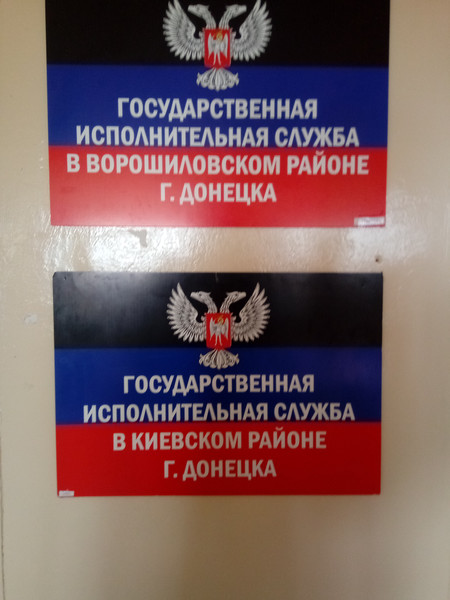 ГОСУДАРСТВЕННАЯ
ИСПОЛНИТЕЛЬНАЯ СЛУЖБА
В ВОРОШИЛОВСКОМ РАЙОНЕ
Г. ДОНЕЦКА
ГОСУДАРСТВЕННАЯ
ИСПОЛНИТЕЛЬНАЯ СЛУЖБА
В КИЕВСКОМ РАЙОНЕ
Г. ДОНЕЦКА